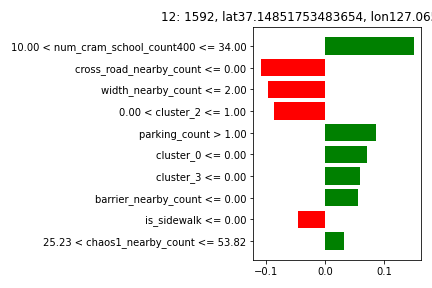 12: 1592, lat37.14851753483654, lon127.06
10.00 < num_cram_school_count400 <= 34.00
cross_road_nearby_count <= 0.00
width_nearby_count <= 2.00
0.00 < cluster_2 <= 1.00
parking_count > 1.00
cluster_0 <= 0.00
cluster_3 <= 0.00
barrier_nearby_count <= 0.00
is_sidewalk <= 0.00
25.23 < chaos1_nearby_count <= 53.82
−0.1 0.0 0.1